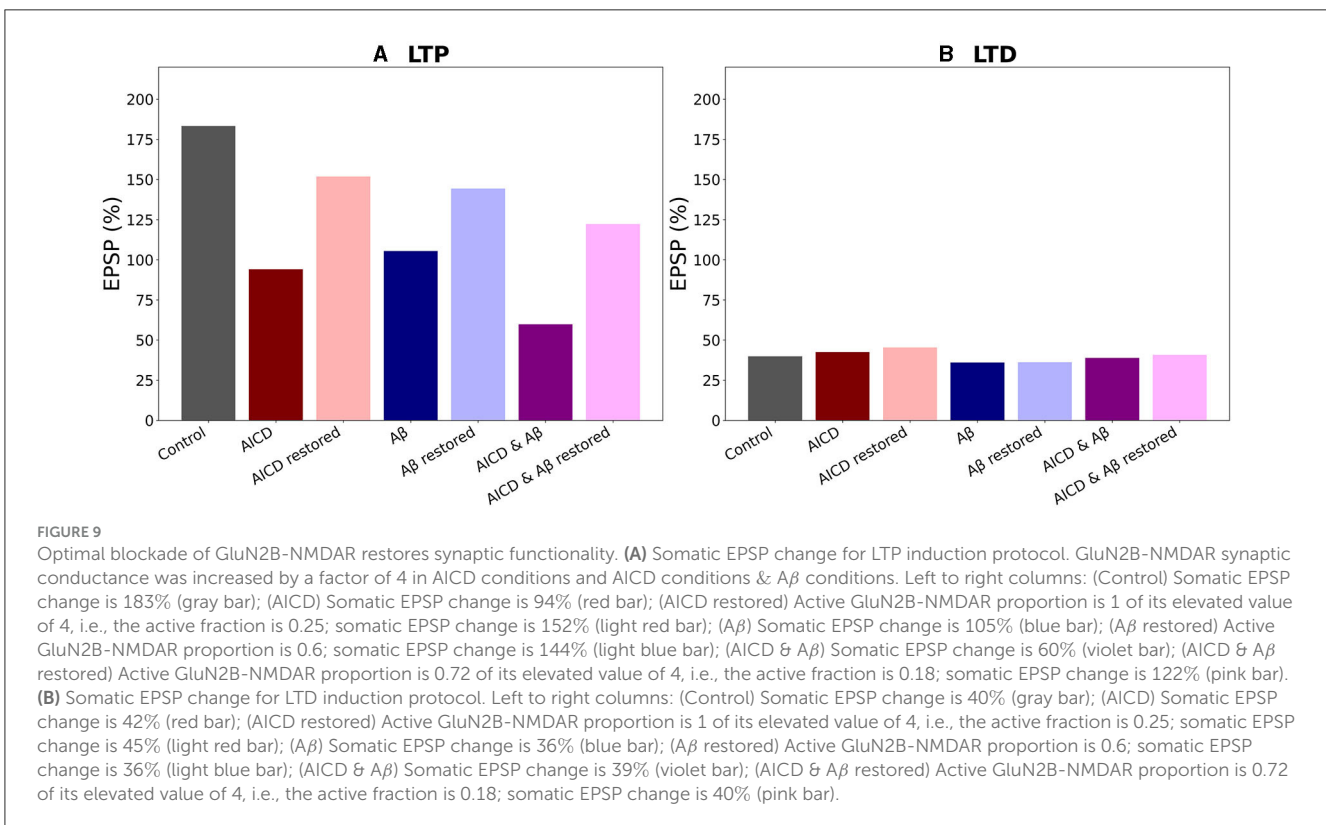 A LTP
EPSP (%)
200
175
150
125
100
75
50
25
0
Control
AICD
AICD restored
Aβ
Aβ restored
AICD & Aβ
AICD & Aβ restored
B LTD
EPSP (%)
200
175
150
125
100
75
50
25
0
Control
AICD
AICD restored
Aβ
Aβ restored
AICD & Aβ
AICD & Aβ restored
FIGURE 9
Optimal blockade of GluN2B-NMDAR restores synaptic functionality. (A) Somatic EPSP change for LTP induction protocol. GluN2B-NMDAR synaptic
conductance was increased by a factor of 4 in AICD conditions and AICD conditions & Aβ conditions. Left to right columns: (Control) Somatic EPSP
change is 183% (gray bar); (AICD) Somatic EPSP change is 94% (red bar); (AICD restored) Active GluN2B-NMDAR proportion is 1 of its elevated value
of 4, i.e., the active fraction is 0.25; somatic EPSP change is 152% (light red bar); (Aβ) Somatic EPSP change is 105% (blue bar); (Aβ restored) Active
GluN2B-NMDAR proportion is 0.6; somatic EPSP change is 144% (light blue bar); (AICD & Aβ) Somatic EPSP change is 60% (violet bar); (AICD & Aβ
restored) Active GluN2B-NMDAR proportion is 0.72 of its elevated value of 4, i.e., the active fraction is 0.18; somatic EPSP change is 122% (pink bar).
(B) Somatic EPSP change for LTD induction protocol. Left to right columns: (Control) Somatic EPSP change is 40% (gray bar); (AICD) Somatic EPSP
change is 42% (red bar); (AICD restored) Active GluN2B-NMDAR proportion is 1 of its elevated value of 4, i.e., the active fraction is 0.25; somatic EPSP
change is 45% (light red bar); (Aβ) Somatic EPSP change is 36% (blue bar); (Aβ restored) Active GluN2B-NMDAR proportion is 0.6; somatic EPSP
change is 36% (light blue bar); (AICD & Aβ) Somatic EPSP change is 39% (violet bar); (AICD & Aβ restored) Active GluN2B-NMDAR proportion is 0.72
of its elevated value of 4, i.e., the active fraction is 0.18; somatic EPSP change is 40% (pink bar).